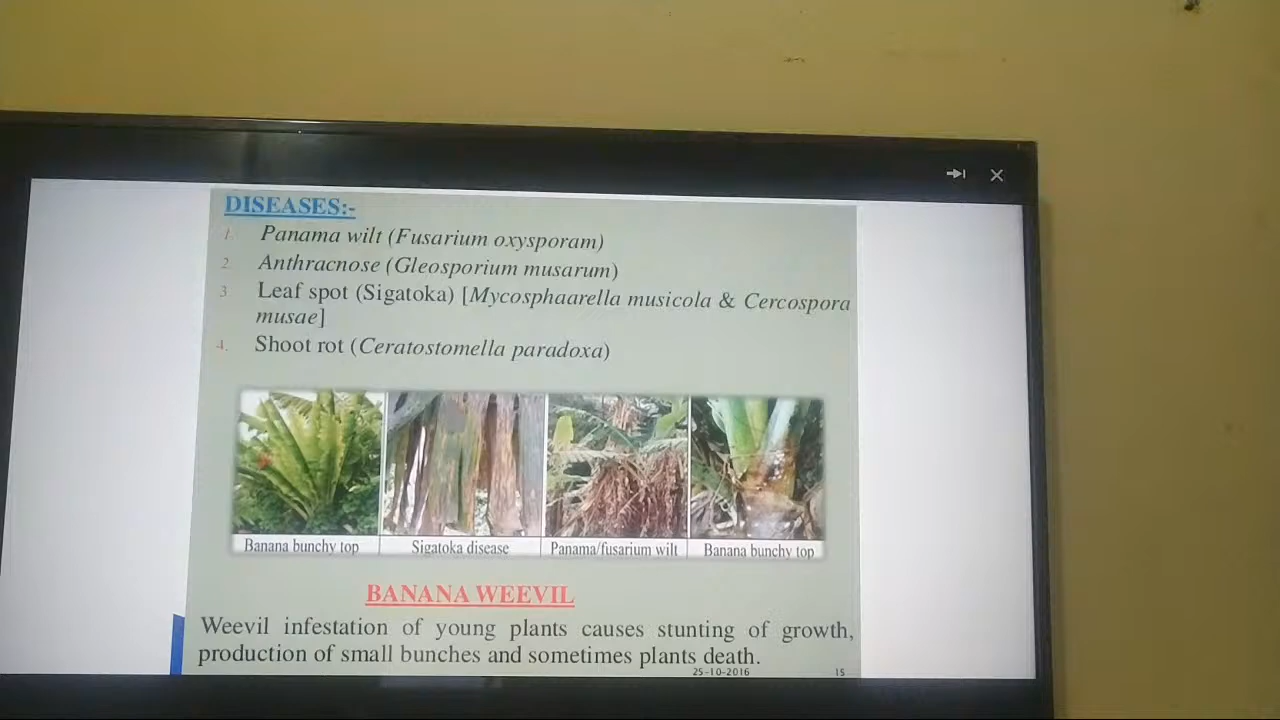 DISEASES:-
1. Panama wilt (Fusarium oxysporam)
2. Anthracnose (Gleosporium musarum)
3 Leaf spot (Sigatoka) [Mycosphaarella musicola & Cercospora
musae]
4. Shoot rot (Ceratostomella paradoxa)
Banana bunchy top
Sigatoka disease
Panama/fusarium wilt
Banana bunchy top
BANANA WEEVIL
Weevil infestation of young plants causes stunting of growth,
production of small bunches and sometimes plants death.
25-10-2016
15